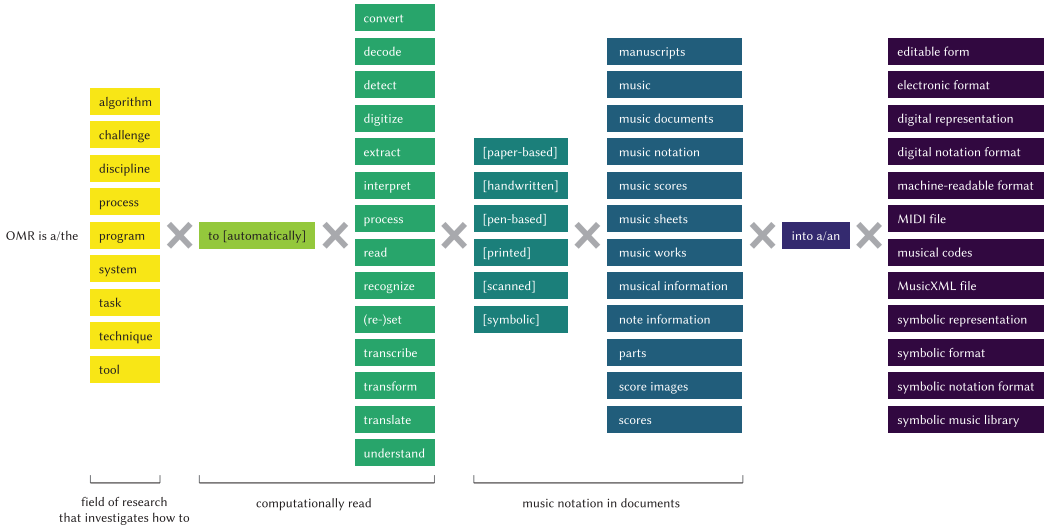 OMR is a/the
algorithm
challenge
discipline
process
program
system
task
technique
tool
to [automatically]
convert
decode
detect
digitize
extract
interpret
process
read
recognize
(re-)set
transcribe
transform
translate
understand
[paper-based]
[handwritten]
[pen-based]
[printed]
[scanned]
[symbolic]
manuscripts
music
music documents
music notation
music scores
music sheets
music works
musical information
note information
parts
score images
scores
into a/an
editable form
electronic format
digital representation
digital notation format
machine-readable format
MIDI file
musical codes
MusicXML file
symbolic representation
symbolic format
symbolic notation format
symbolic music library
field of research
that investigates how to
computationally read
music notation in documents